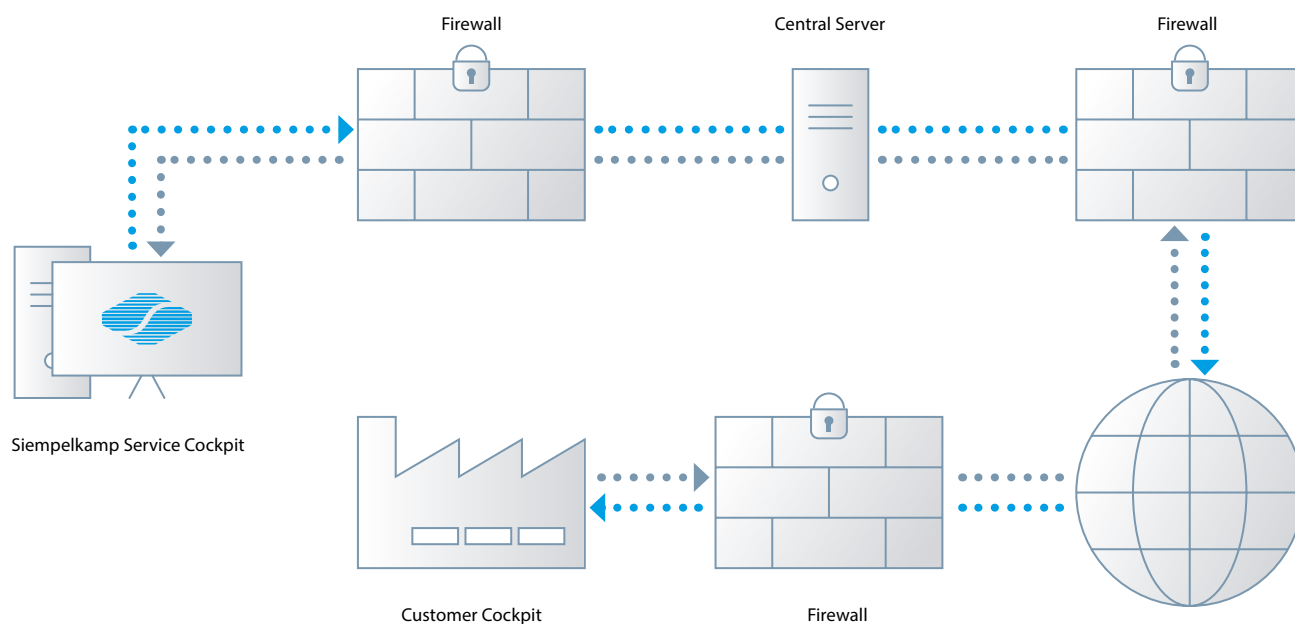 Firewall
Central Server
Firewall
Siempelkamp Service Cockpit
Customer Cockpit
Firewall